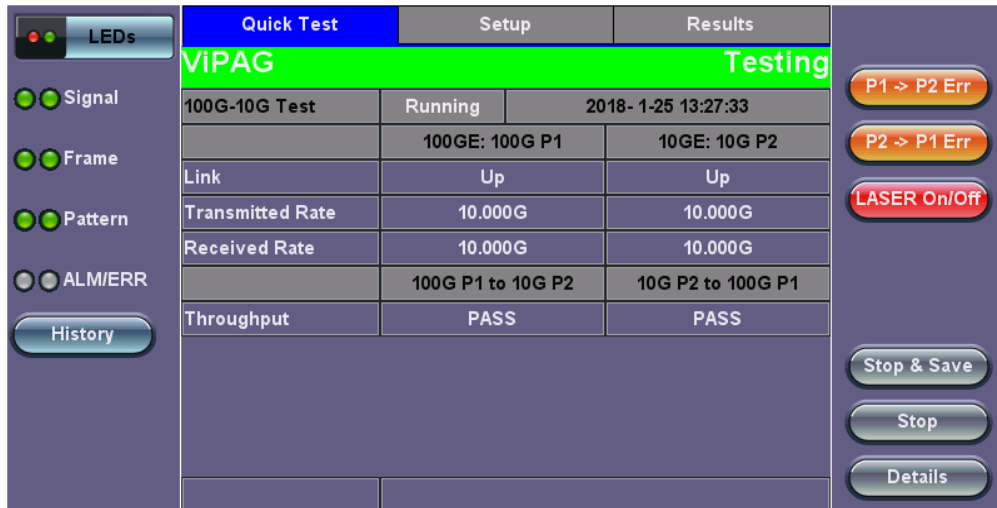 LEDs
Signal
Frame
Pattern
ALM/ERR
History
Quick Test Setup Results
ViPAG Testing
100G-10G Test Running 2018- 1-25 13:27:33
100GE: 100G P1 10GE: 10G P2
Link Up Up
Transmitted Rate 10.000G 10.000G
Received Rate 10.000G 10.000G
100G P1 to 10G P2 10G P2 to 100G P1
Throughput PASS PASS
P1 -> P2 Err
P2 -> P1 Err
LASER On/Off
Stop & Save
Stop
Details